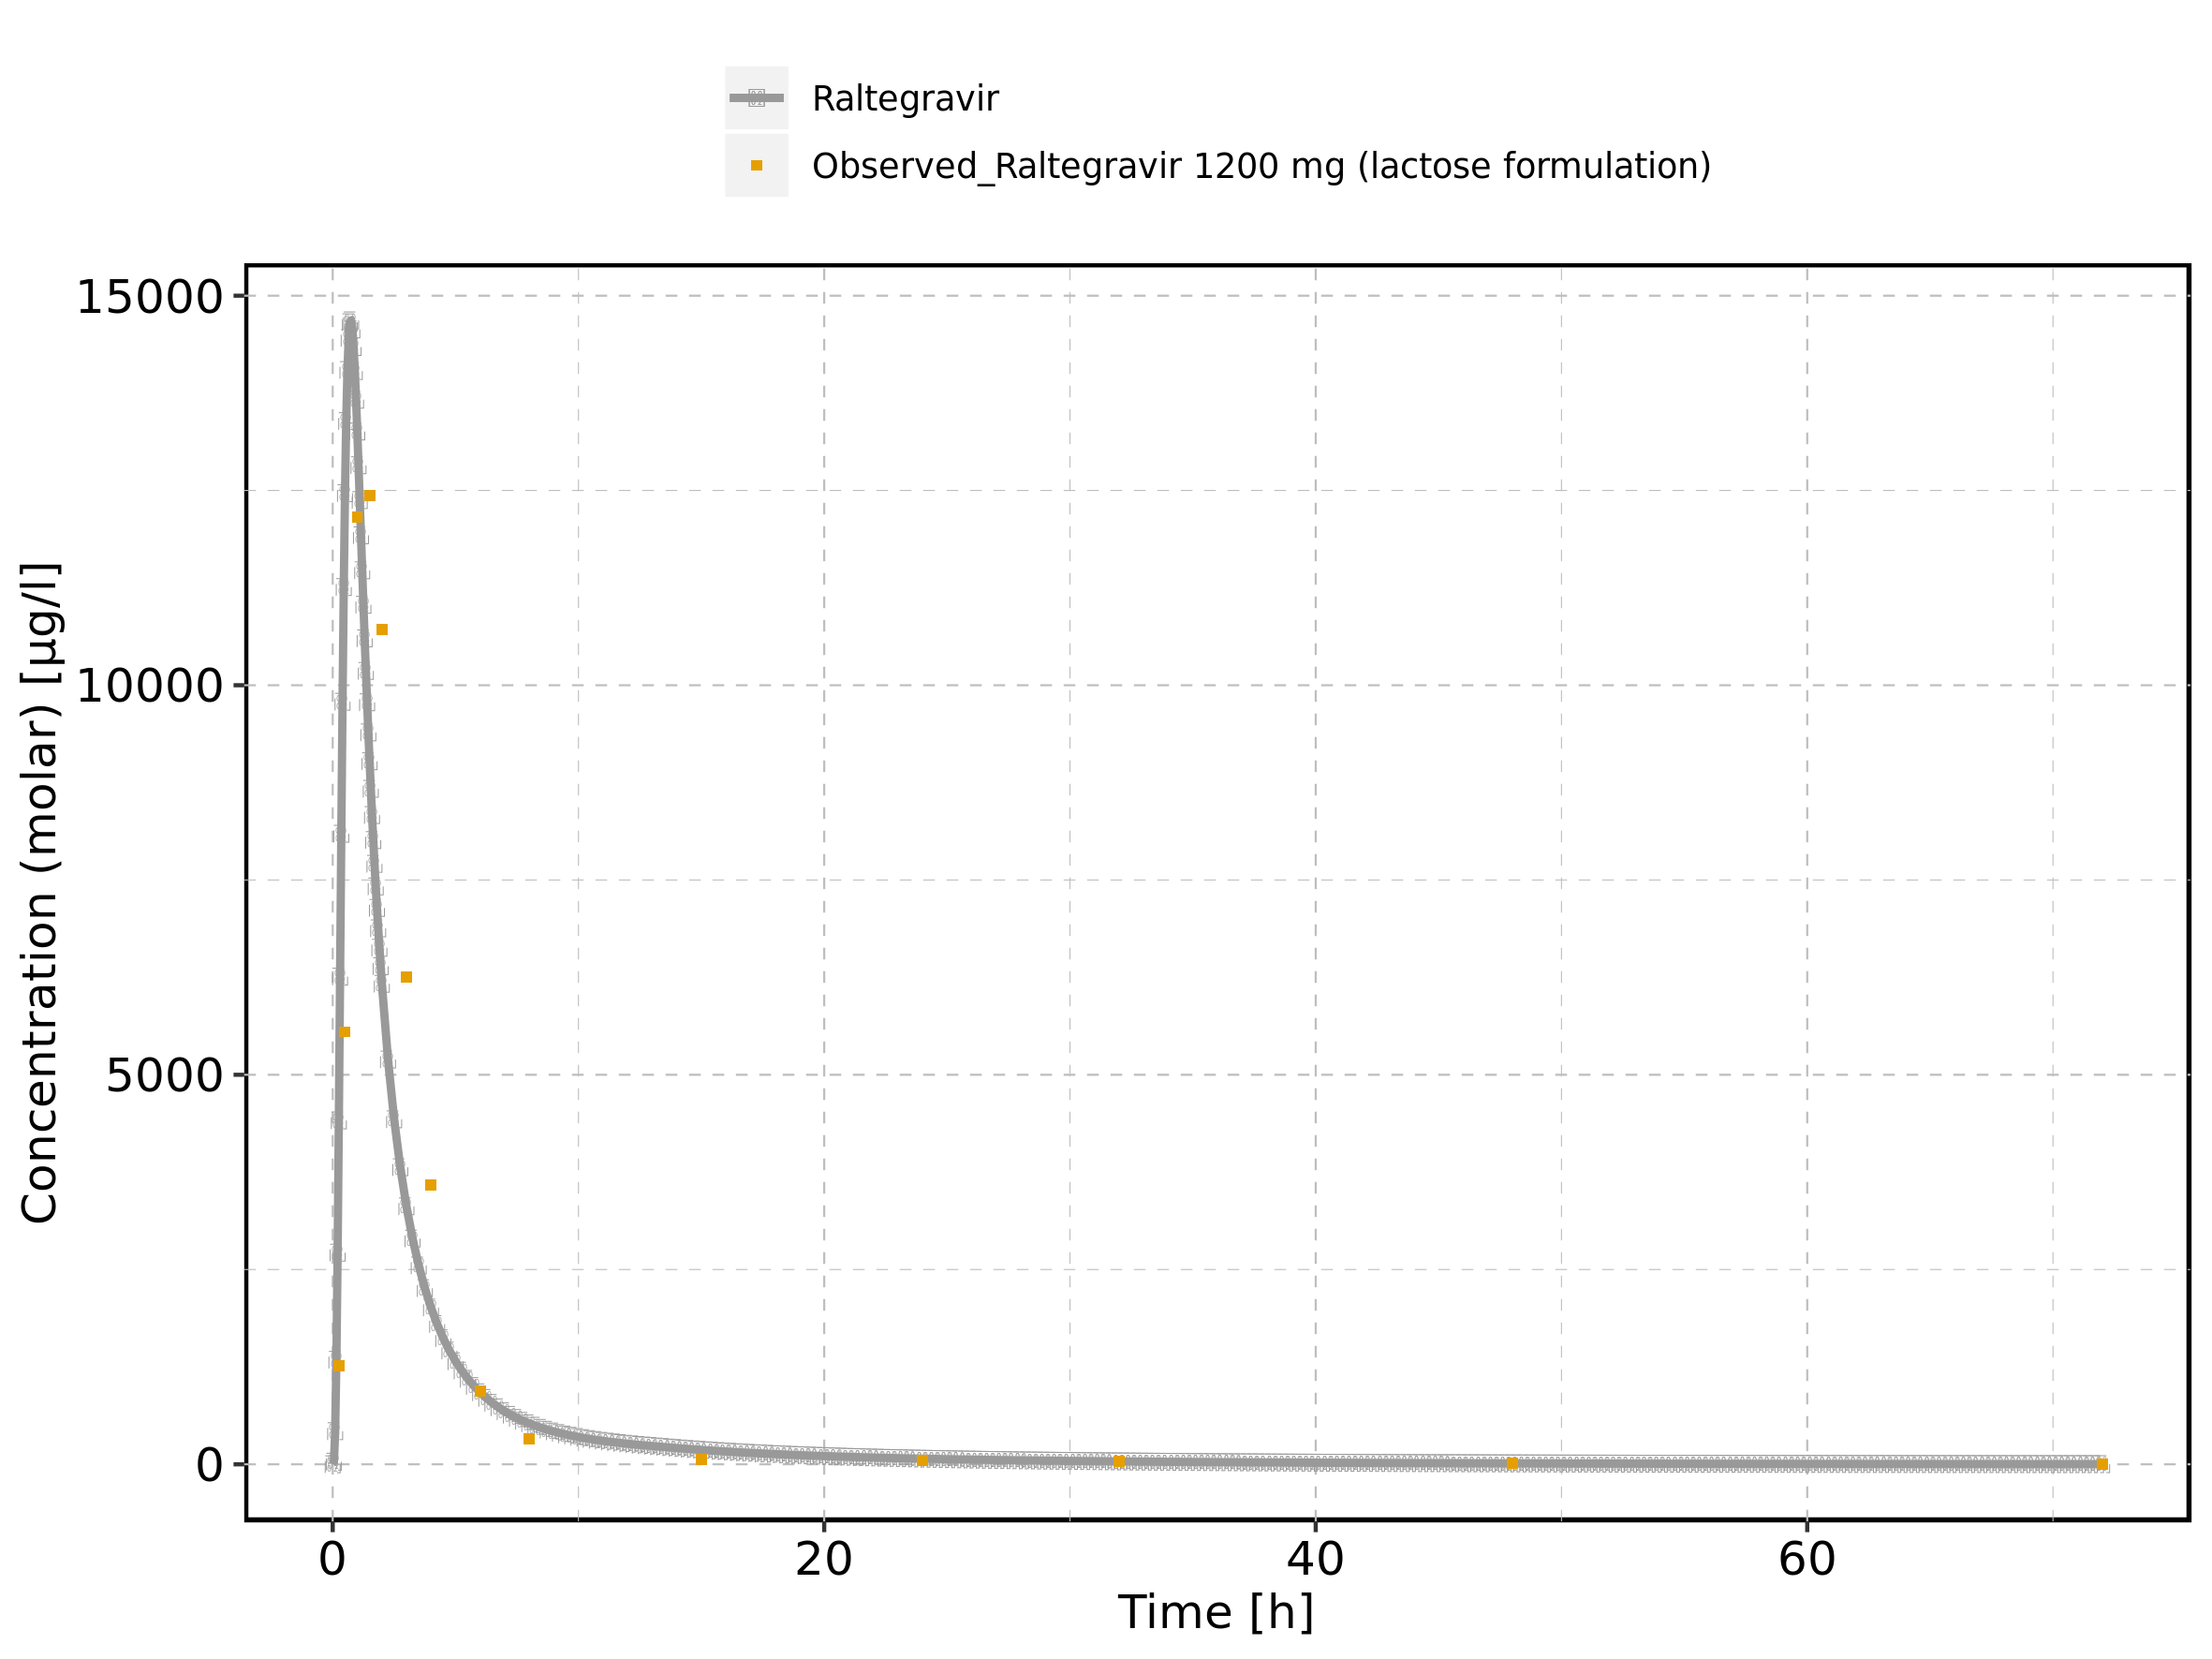 Raltegravir
Observed_Raltegravir 1200 mg (lactose formulation)
Concentration (molar) [µg/l]
15000
10000
5000
0
0 20 40 60
Time [h]